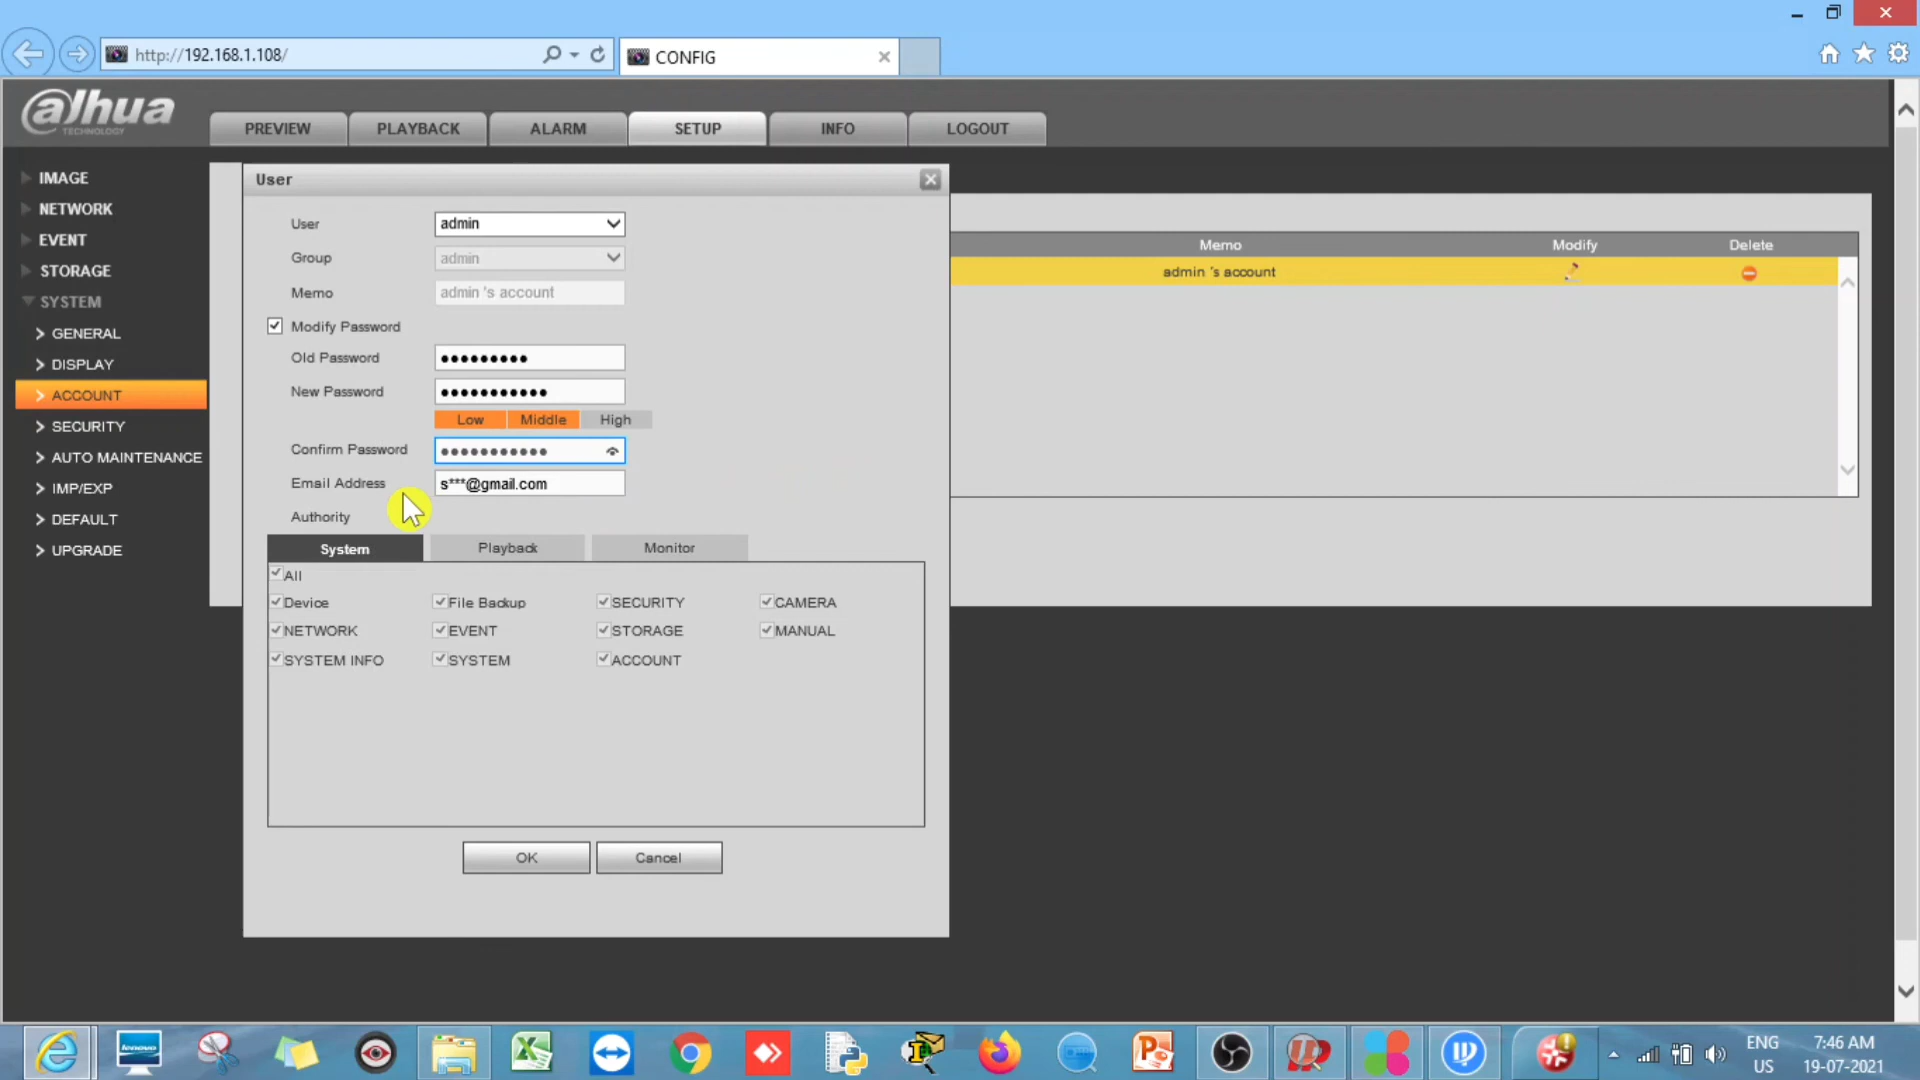 http://192.168.1.108/
CONFIG
alhua
TECHNOLOGY
PREVIEW
PLAYBACK
ALARM
SETUP
INFO
LOGOUT
IMAGE
NETWORK
EVENT
STORAGE
SYSTEM
GENERAL
DISPLAY
ACCOUNT
SECURITY
AUTO MAINTENANCE
IMP/EXP
DEFAULT
UPGRADE
User
User admin
Group admin
Memo admin 's account
Modify Password
Old Password ●●●●●●●●●
New Password ●●●●●●●●●●●
Low Middle High
Confirm Password ●●●●●●●●●●●
Email Address s***@gmail.com
Authority
System Playback Monitor
All
Device File Backup SECURITY CAMERA
NETWORK EVENT STORAGE MANUAL
SYSTEM INFO SYSTEM ACCOUNT
OK Cancel
Memo Modify Delete
admin 's account
lenovo
ENG
US
7:46 AM
19-07-2021